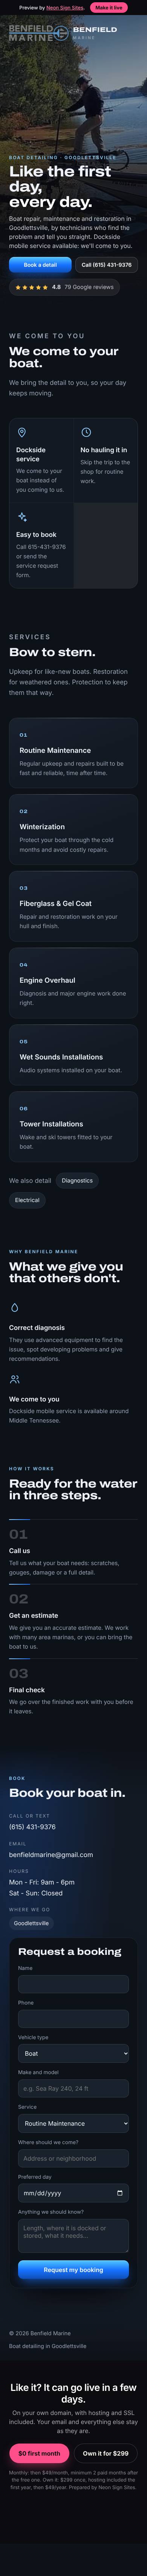 Preview by Neon Sign Sites. Make it live
BENFIELD
MARINE
BENFIELD
MARINE
BOAT DETAILING · GOODLETTSVILLE
Like the first
day,
every day.
Boat repair, maintenance and restoration in
Goodlettsville, by technicians who find the
problem and tell you straight. Dockside
mobile service available: we'll come to you.
Book a detail
Call (615) 431-9376
4.8 79 Google reviews
WE COME TO YOU
We come to your
boat.
We bring the detail to you, so your day
keeps moving.
Dockside
service
We come to your
boat instead of
you coming to us.
No hauling it in
Skip the trip to the
shop for routine
work.
Easy to book
Call 615-431-9376
or send the
service request
form.
SERVICES
Bow to stern.
Upkeep for like-new boats. Restoration
for weathered ones. Protection to keep
them that way.
01
Routine Maintenance
Regular upkeep and repairs built to be
fast and reliable, time after time.
02
Winterization
Protect your boat through the cold
months and avoid costly repairs.
03
Fiberglass & Gel Coat
Repair and restoration work on your
hull and finish.
04
Engine Overhaul
Diagnosis and major engine work done
right.
05
Wet Sounds Installations
Audio systems installed on your boat.
06
Tower Installations
Wake and ski towers fitted to your
boat.
We also detail
Diagnostics
Electrical
WHY BENFIELD MARINE
What we give you
that others don't.
Correct diagnosis
They use advanced equipment to find the
issue, spot developing problems and give
recommendations.
We come to you
Dockside mobile service is available around
Middle Tennessee.
HOW IT WORKS
Ready for the water
in three steps.
01
Call us
Tell us what your boat needs: scratches,
gouges, damage or a full detail.
02
Get an estimate
We give you an accurate estimate. We work
with many area marinas, or you can bring the
boat to us.
03
Final check
We go over the finished work with you before
it leaves.
BOOK
Book your boat in.
CALL OR TEXT
(615) 431-9376
EMAIL
benfieldmarine@gmail.com
HOURS
Mon - Fri: 9am - 6pm
Sat - Sun: Closed
WHERE WE GO
Goodlettsville
Request a booking
Name
Phone
Vehicle type
Boat
Make and model
e.g. Sea Ray 240, 24 ft
Service
Routine Maintenance
Where should we come?
Address or neighborhood
Preferred day
mm/dd/yyyy
Anything we should know?
Length, where it is docked or
stored, what it needs...
Request my booking
© 2026 Benfield Marine
Boat detailing in Goodlettsville
Like it? It can go live in a few
days.
On your own domain, with hosting and SSL
included. Your email and everything else stay
as they are.
$0 first month
Own it for $299
Monthly: then $49/month, minimum 2 paid months after
the free one. Own it: $299 once, hosting included the
first year, then $49/year. Prepared by Neon Sign Sites.